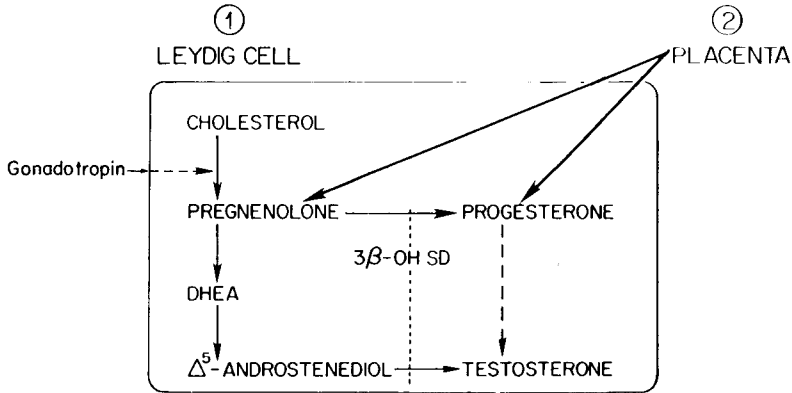 ① ②
LEYDIG CELL PLACENTA
CHOLESTEROL
Gonadotropin
PREGNENOLONE PROGESTERONE
3β-OH SD
DHEA
Δ⁵-ANDROSTENEDIOL TESTOSTERONE